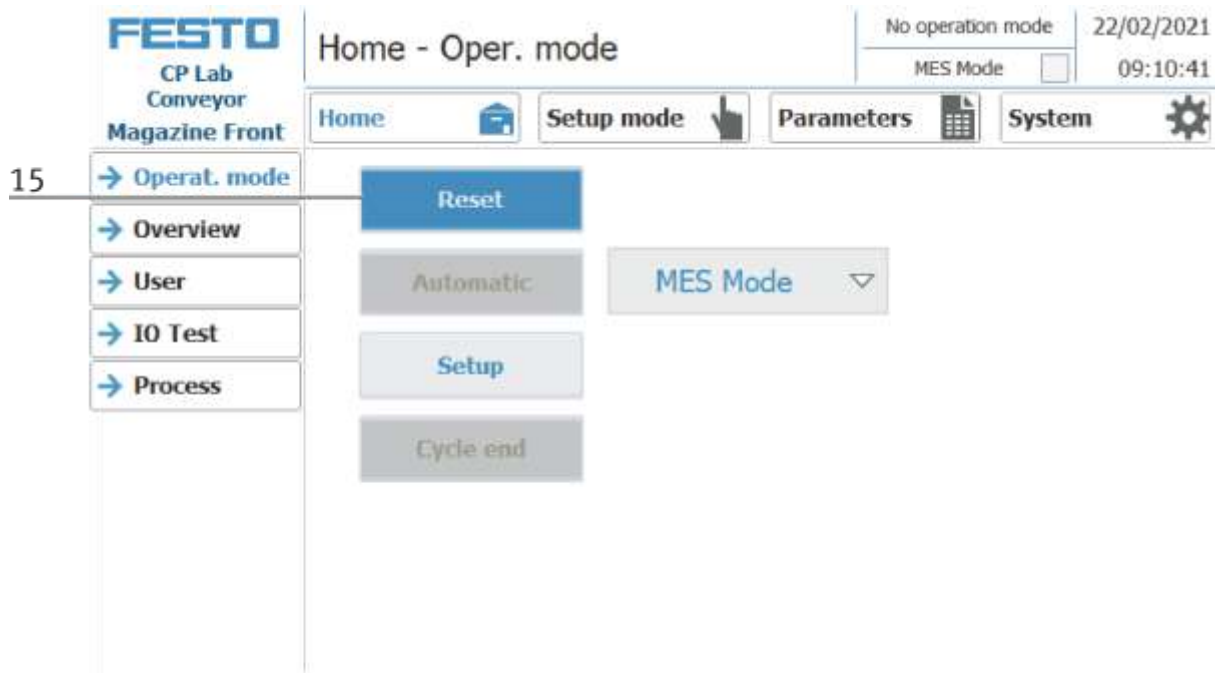 FESTO
CP Lab
Conveyor
Magazine Front
Home - Oper. mode
No operation mode
MES Mode
22/02/2021
09:10:41
Home
Setup mode
Parameters
System
15
Operat. mode
Overview
User
IO Test
Process
Reset
Automatic
MES Mode
Setup
Cycle end